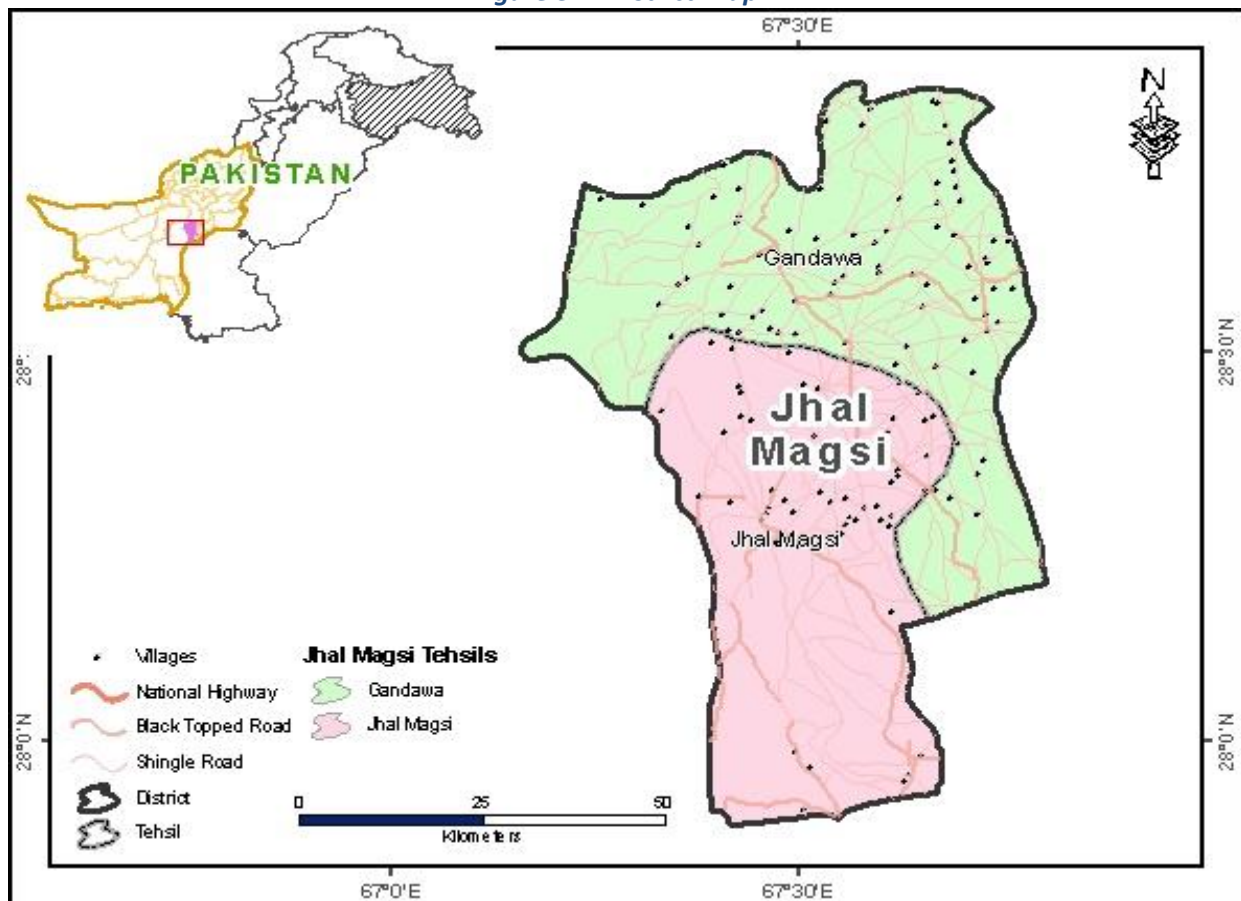 67°30'E
N
PAKISTAN
Gandawa
28°30'N
Jhal
Magsi
Jhal Magsi
Villages
Jhal Magsi Tehsils
National Highway
Gandawa
Black Topped Road
Jhal Magsi
Shingle Road
28°0'N
28°0'N
District
0 25 50
Tehsil
Kilometers
67°0'E
67°30'E